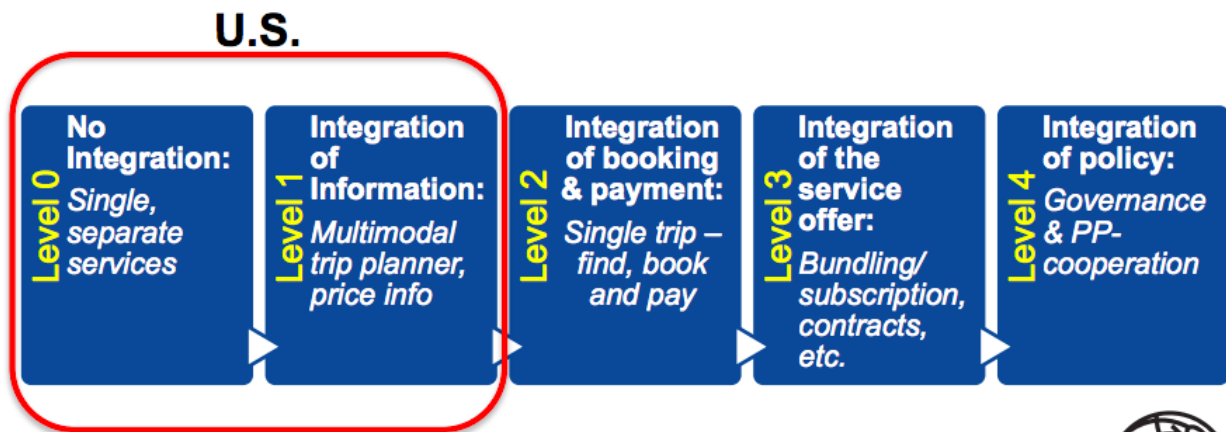 U.S.
Level 0
No
Integration:
Single,
separate
services
Level 1
Integration
of
Information:
Multimodal
trip planner,
price info
Level 2
Integration
of booking
& payment:
Single trip –
find, book
and pay
Level 3
Integration
of the
service
offer:
Bundling/
subscription,
contracts,
etc.
Level 4
Integration
of policy:
Governance
& PP-
cooperation